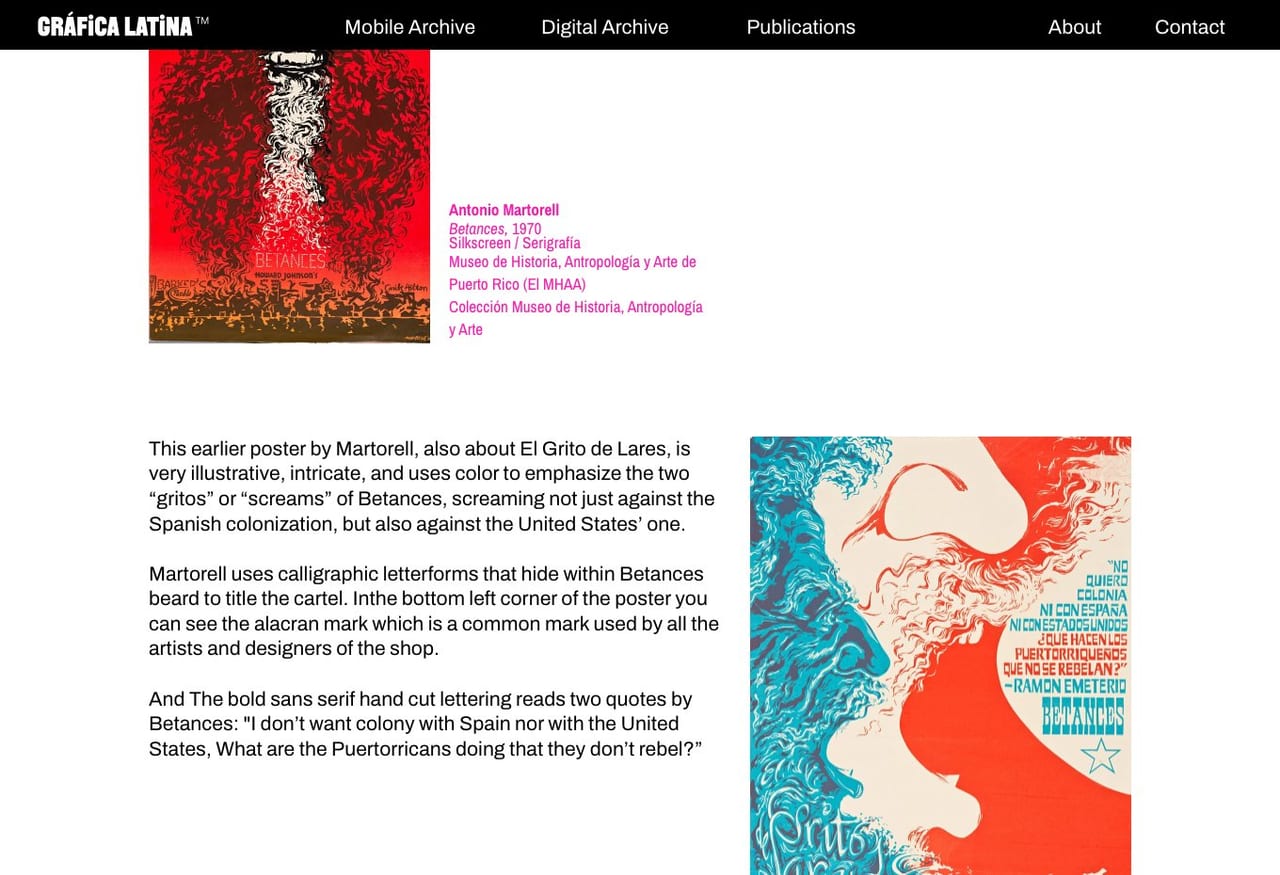 GRÁFICA LATINA TM
Mobile Archive
Digital Archive
Publications
About
Contact
BETANCES
HOWARD JOHNSON'S
BARKER'S
Antonio Martorell
Betances, 1970
Silkscreen / Serigrafía
Museo de Historia, Antropología y Arte de
Puerto Rico (El MHAA)
Colección Museo de Historia, Antropología
y Arte
This earlier poster by Martorell, also about El Grito de Lares, is
very illustrative, intricate, and uses color to emphasize the two
“gritos” or “screams” of Betances, screaming not just against the
Spanish colonization, but also against the United States’ one.
Martorell uses calligraphic letterforms that hide within Betances
beard to title the cartel. Inthe bottom left corner of the poster you
can see the alacran mark which is a common mark used by all the
artists and designers of the shop.
And The bold sans serif hand cut lettering reads two quotes by
Betances: "I don’t want colony with Spain nor with the United
States, What are the Puertorricans doing that they don’t rebel?”
“NO
QUIERO
COLONIA
NI CON ESPAÑA
NI CON ESTADOS UNIDOS
¿QUE HACEN LOS
PUERTORRIQUEÑOS
QUE NO SE REBELAN?”
–RAMON EMETERIO
BETANCES
Grito